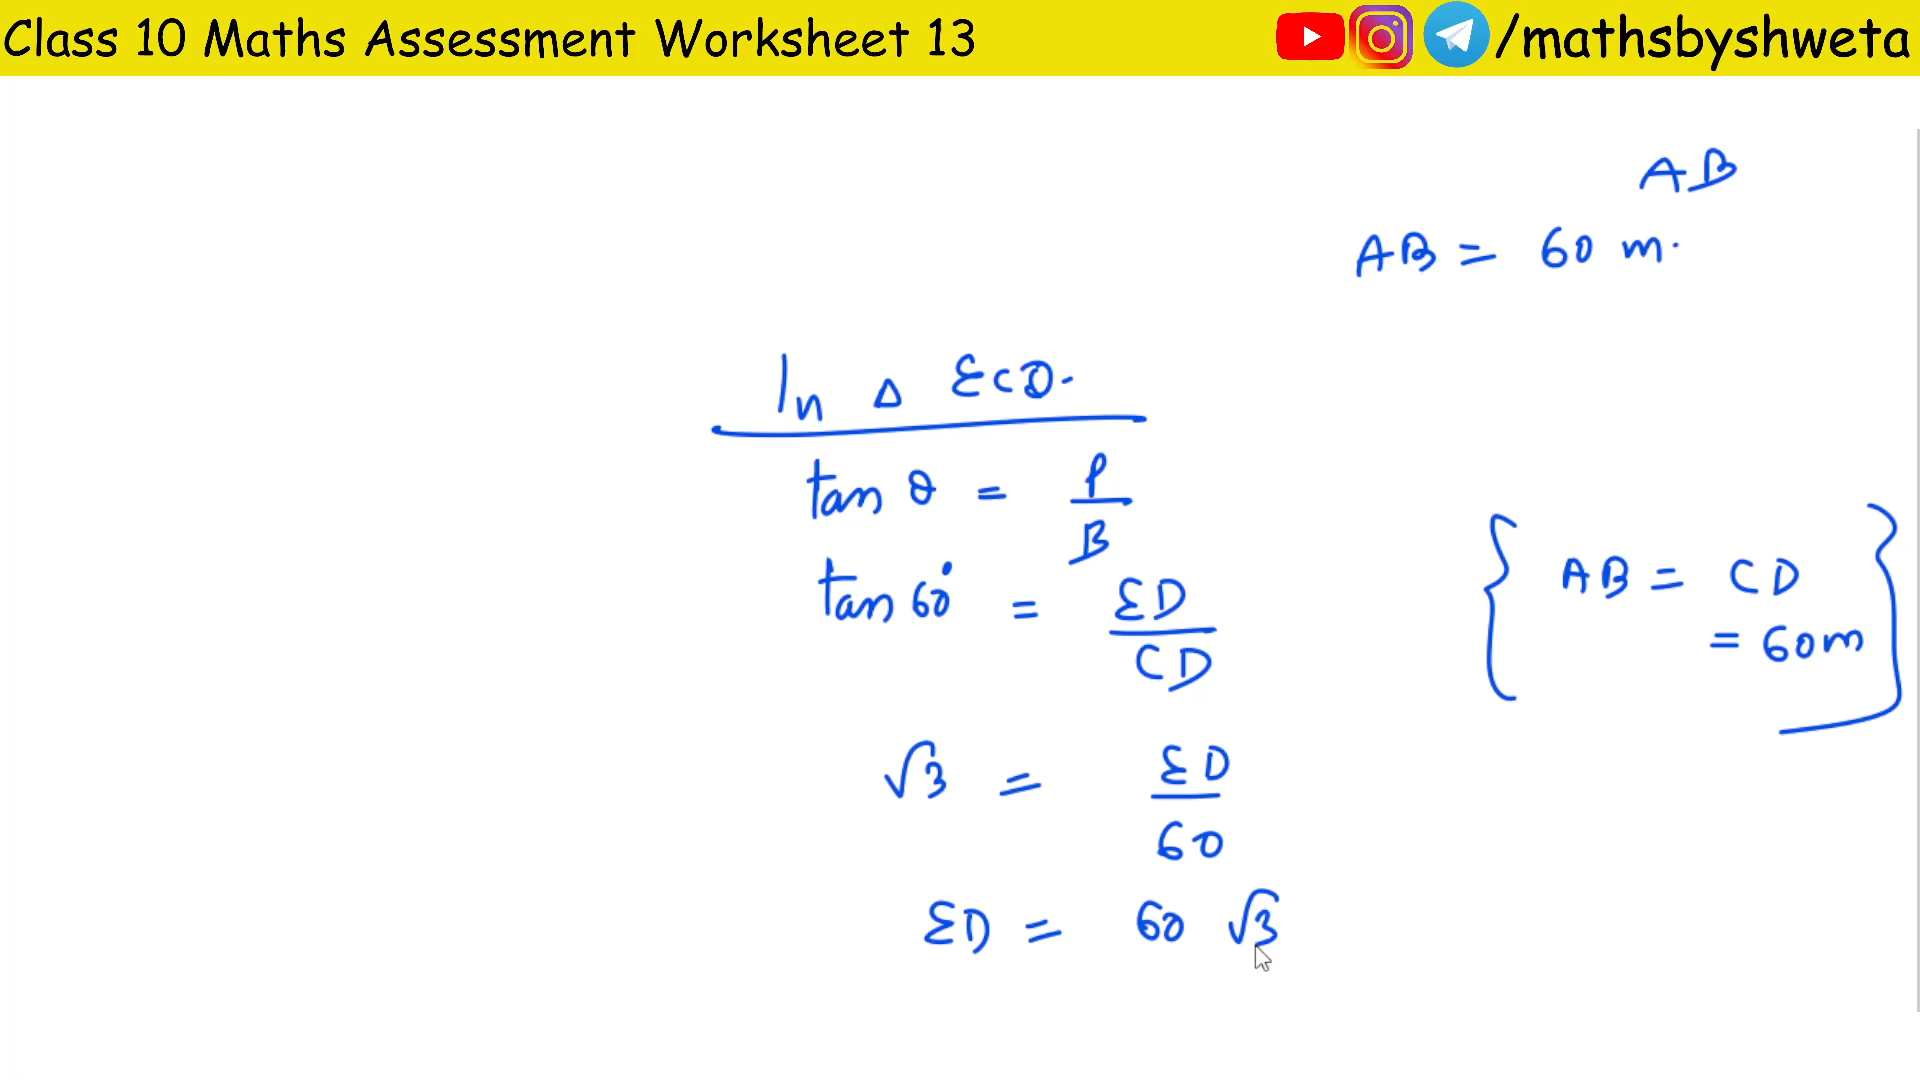 Class 10 Maths Assessment Worksheet 13
/mathsbyshweta
AB
AB = 60 m.
In Δ ECD.
tan θ = P/B
tan 60° = ED/CD
{ AB = CD
= 60m }
√3 = ED/60
ED = 60 √3